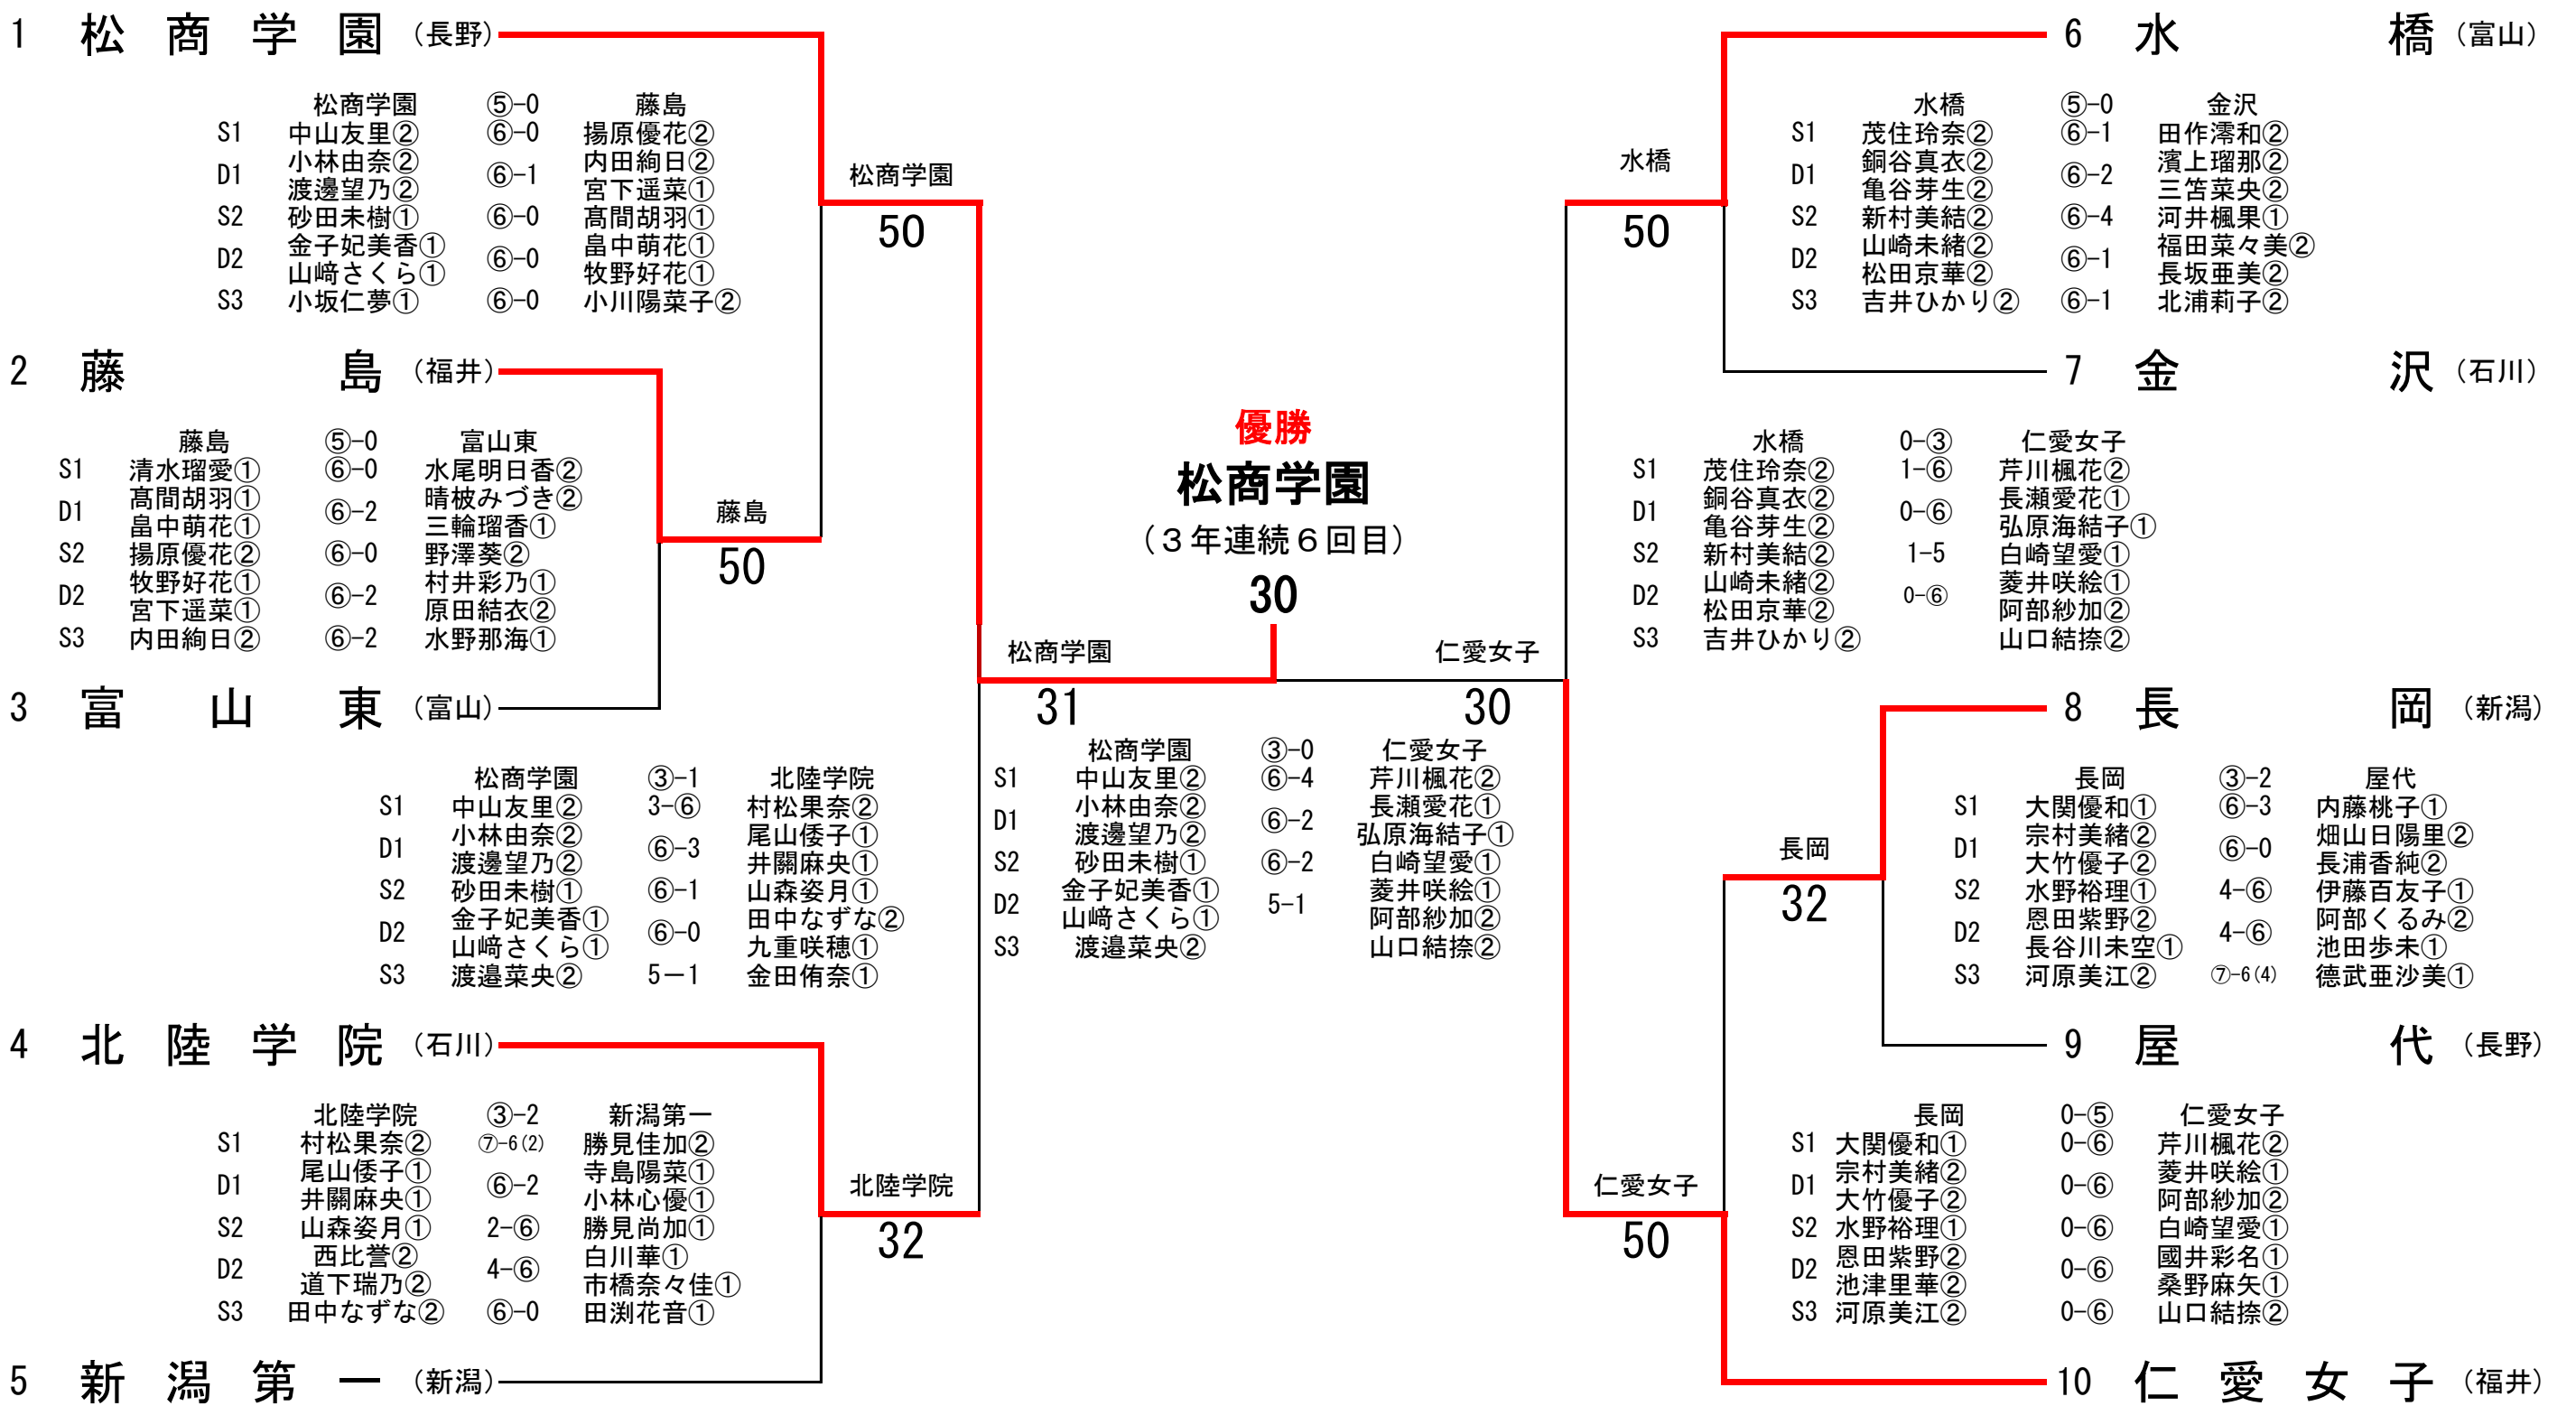 1 松商学園 (長野)
松商学園 ⑤-0 藤島
S1 中山友里② ⑥-0 揚原優花②
小林由奈② 内田絢日②
D1 ⑥-1
渡邊望乃② 宮下遥菜①
S2 砂田未樹① ⑥-0 髙間胡羽①
金子妃美香① 畠中萌花①
D2 ⑥-0
山﨑さくら① 牧野好花①
S3 小坂仁夢① ⑥-0 小川陽菜子②
松商学園
50
2 藤島 (福井)
藤島 ⑤-0 富山東
S1 清水瑠愛① ⑥-0 水尾明日香②
髙間胡羽① 晴柀みづき②
D1 ⑥-2
畠中萌花① 三輪瑠香①
S2 揚原優花② ⑥-0 野澤葵②
牧野好花① 村井彩乃①
D2 ⑥-2
宮下遥菜① 原田結衣②
S3 内田絢日② ⑥-2 水野那海①
藤島
50
3 富山東 (富山)
松商学園 ③-1 北陸学院
S1 中山友里② 3-⑥ 村松果奈②
小林由奈② 尾山倭子①
D1 ⑥-3
渡邊望乃② 井關麻央①
S2 砂田未樹① ⑥-1 山森姿月①
金子妃美香① 田中なずな②
D2 ⑥-0
山﨑さくら① 九重咲穂①
S3 渡邉菜央② 5－1 金田侑奈①
4 北陸学院 (石川)
北陸学院 ③-2 新潟第一
S1 村松果奈② ⑦-6(2) 勝見佳加②
尾山倭子① 寺島陽菜①
D1 ⑥-2
井關麻央① 小林心優①
S2 山森姿月① 2-⑥ 勝見尚加①
西比誉② 白川華①
D2 4-⑥
道下瑞乃② 市橋奈々佳①
S3 田中なずな② ⑥-0 田渕花音①
北陸学院
32
5 新潟第一 (新潟)
優勝
松商学園
（３年連続６回目）
30
松商学園 仁愛女子
31 30
松商学園 ③-0 仁愛女子
S1 中山友里② ⑥-4 芹川楓花②
小林由奈② 長瀬愛花①
D1 ⑥-2
渡邊望乃② 弘原海結子①
S2 砂田未樹① ⑥-2 白崎望愛①
金子妃美香① 菱井咲絵①
D2 5-1
山﨑さくら① 阿部紗加②
S3 渡邉菜央② 山口結捺②
6 水橋 (富山)
水橋 ⑤-0 金沢
S1 茂住玲奈② ⑥-1 田作澪和②
銅谷真衣② 濱上瑠那②
D1 ⑥-2
亀谷芽生② 三笘菜央②
S2 新村美結② ⑥-4 河井楓果①
山崎未緒② 福田菜々美②
D2 ⑥-1
松田京華② 長坂亜美②
S3 吉井ひかり② ⑥-1 北浦莉子②
水橋
50
7 金沢 (石川)
水橋 0-③ 仁愛女子
S1 茂住玲奈② 1-⑥ 芹川楓花②
銅谷真衣② 長瀬愛花①
D1 0-⑥
亀谷芽生② 弘原海結子①
S2 新村美結② 1-5 白崎望愛①
山崎未緒② 菱井咲絵①
D2 0-⑥
松田京華② 阿部紗加②
S3 吉井ひかり② 山口結捺②
8 長岡 (新潟)
長岡 ③-2 屋代
S1 大関優和① ⑥-3 内藤桃子①
宗村美緒② 畑山日陽里②
D1 ⑥-0
大竹優子② 長浦香純②
S2 水野裕理① 4-⑥ 伊藤百友子①
恩田紫野② 阿部くるみ②
D2 4-⑥
長谷川未空① 池田歩未①
S3 河原美江② ⑦-6(4) 德武亜沙美①
長岡
32
9 屋代 (長野)
長岡 0-⑤ 仁愛女子
S1 大関優和① 0-⑥ 芹川楓花②
宗村美緒② 菱井咲絵①
D1 0-⑥
大竹優子② 阿部紗加②
S2 水野裕理① 0-⑥ 白崎望愛①
恩田紫野② 國井彩名①
D2 0-⑥
池津里華② 桑野麻矢①
S3 河原美江② 0-⑥ 山口結捺②
仁愛女子
50
10 仁愛女子 (福井)